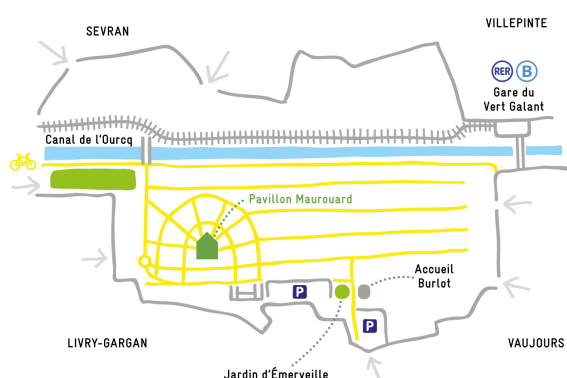 SEVRAN
VILLEPINTE
RER B
Gare du
Vert Galant
Canal de l'Ourcq
Pavillon Maurouard
Accueil
Burlot
P
P
LIVRY-GARGAN
VAUJOURS
Jardin d'Émerveille